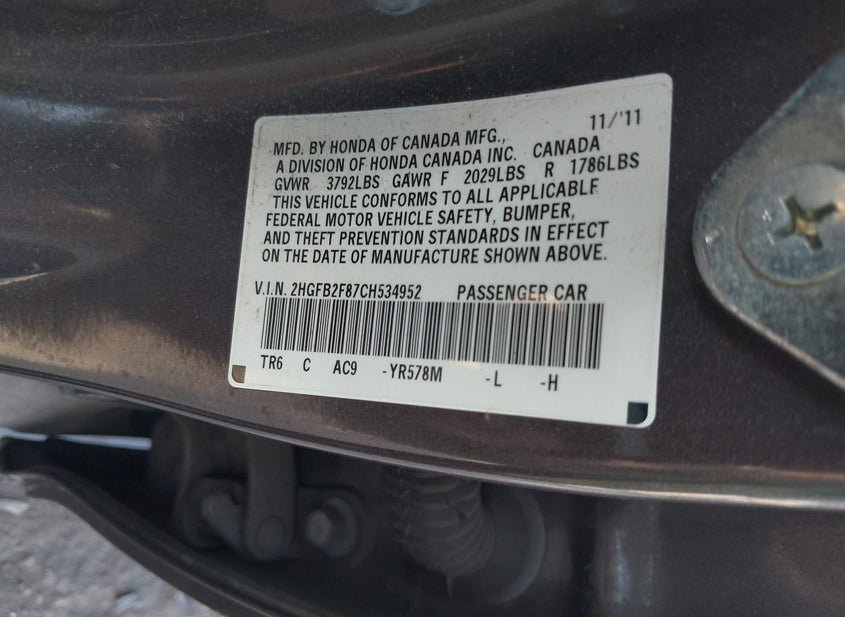 11/'11
MFD. BY HONDA OF CANADA MFG.,
A DIVISION OF HONDA CANADA INC. CANADA
GVWR 3792LBS GAWR F 2029LBS R 1786LBS
THIS VEHICLE CONFORMS TO ALL APPLICABLE
FEDERAL MOTOR VEHICLE SAFETY, BUMPER,
AND THEFT PREVENTION STANDARDS IN EFFECT
ON THE DATE OF MANUFACTURE SHOWN ABOVE.
V.I.N. 2HGFB2F87CH534952 PASSENGER CAR
TR6 C AC9 -YR578M -L -H